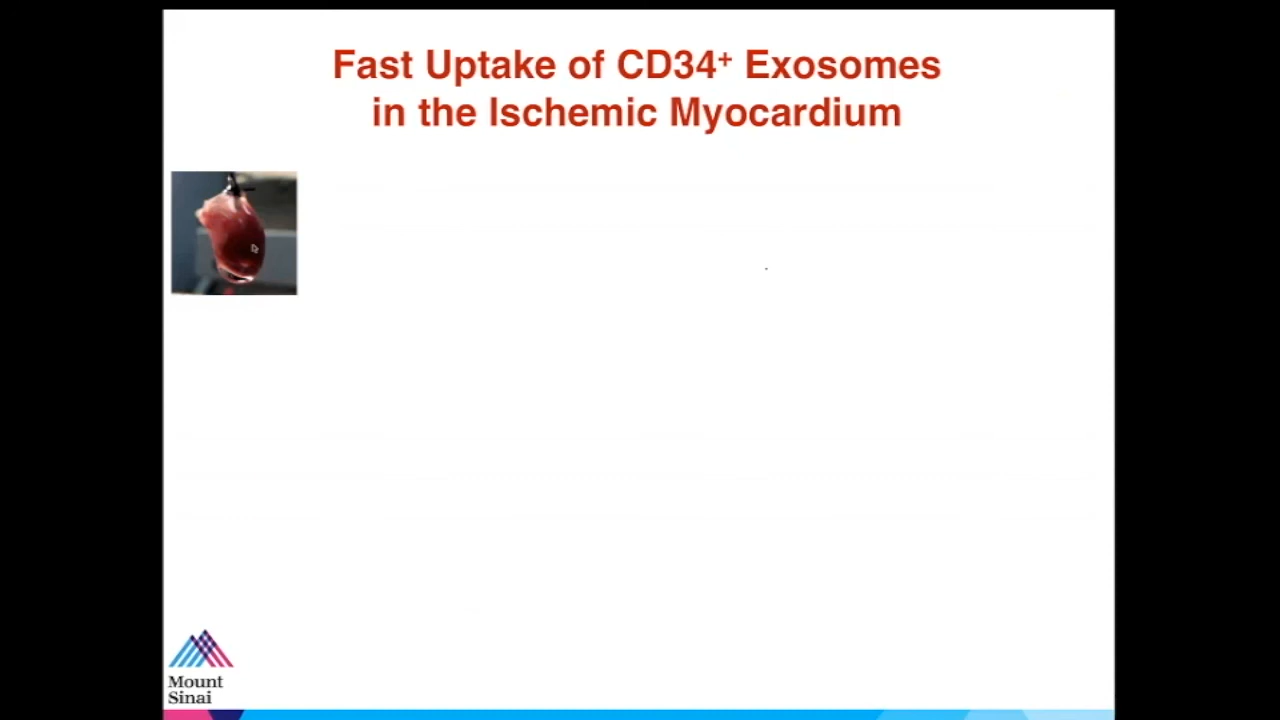 Fast Uptake of CD34⁺ Exosomes
in the Ischemic Myocardium
Mount
Sinai